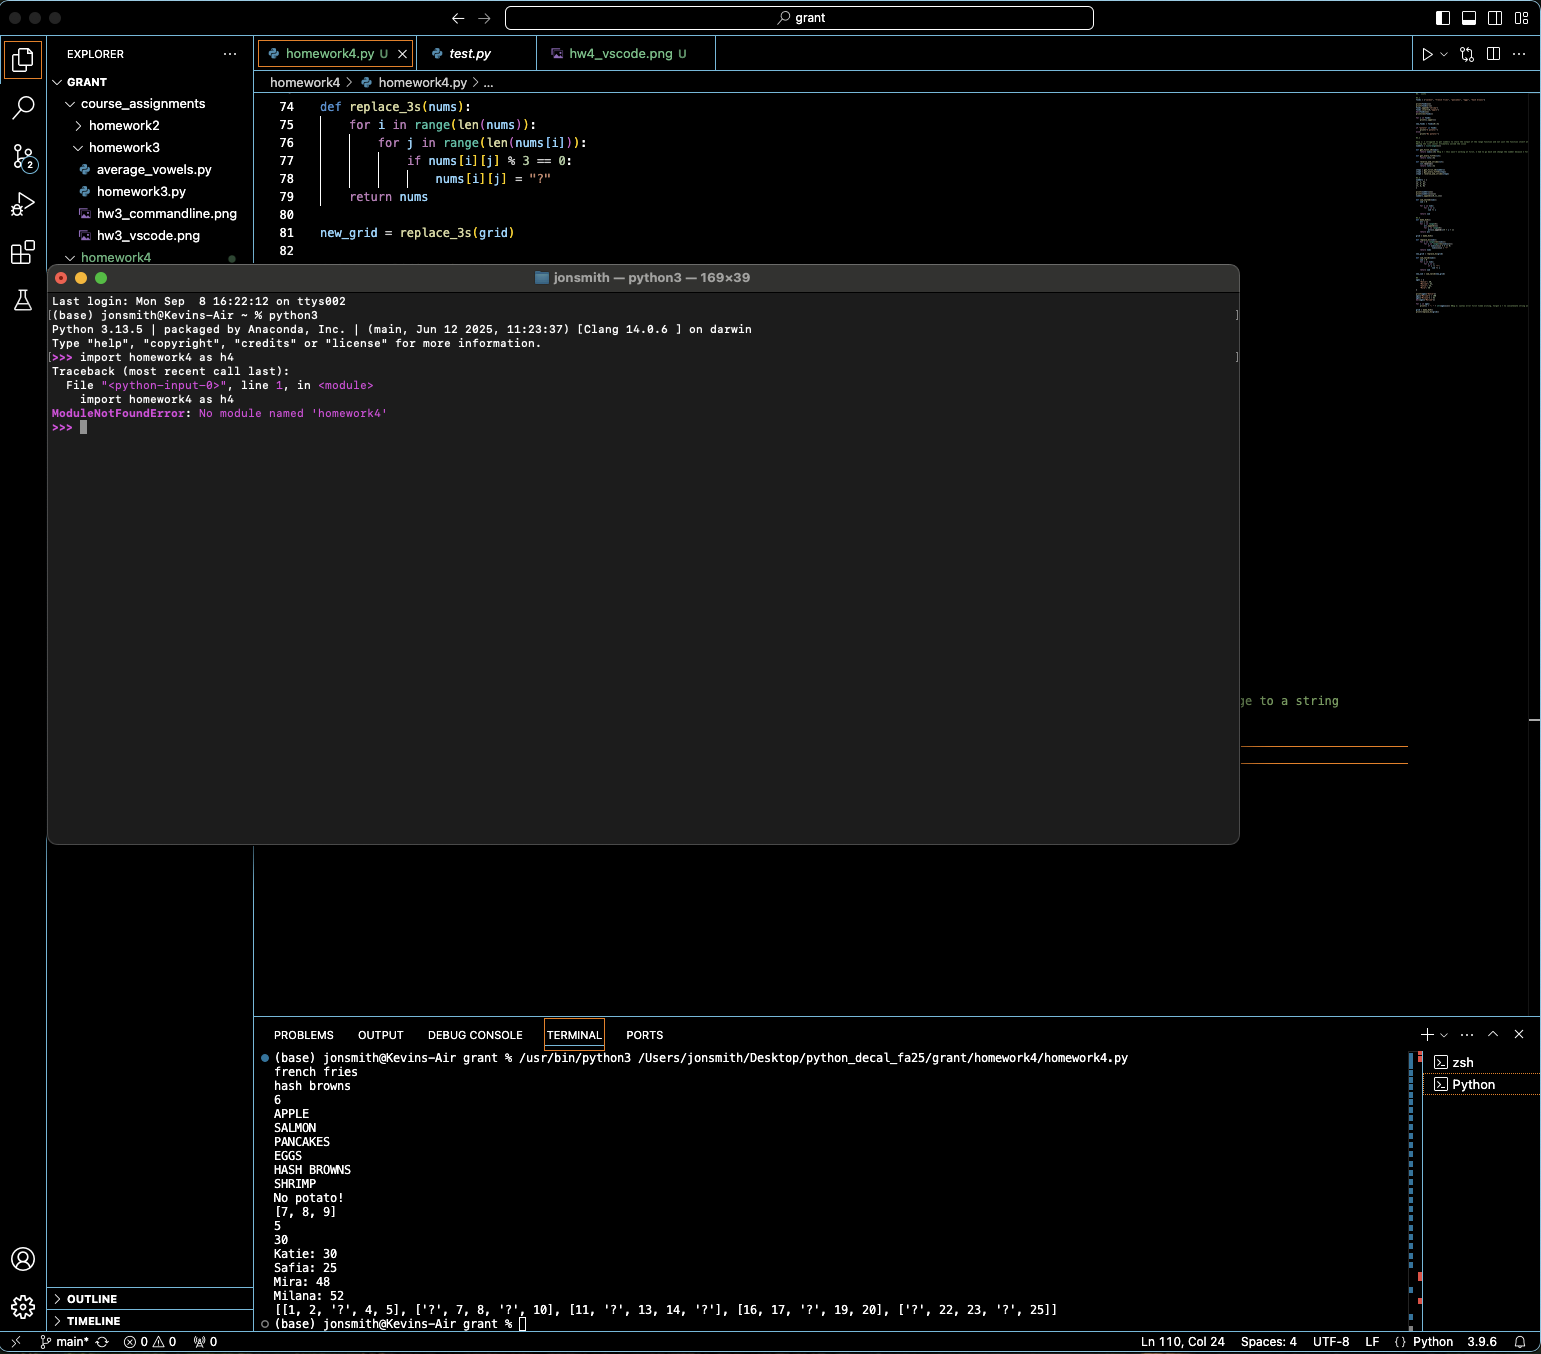 grant
EXPLORER
GRANT
course_assignments
homework2
homework3
average_vowels.py
homework3.py
hw3_commandline.png
hw3_vscode.png
homework4
homework4.py U
test.py
hw4_vscode.png U
homework4 > homework4.py > ...
74 def replace_3s(nums):
75 for i in range(len(nums)):
76 for j in range(len(nums[i])):
77 if nums[i][j] % 3 == 0:
78 nums[i][j] = "?"
79 return nums
80
81 new_grid = replace_3s(grid)
82
jonsmith — python3 — 169×39
Last login: Mon Sep  8 16:22:12 on ttys002
(base) jonsmith@Kevins-Air ~ % python3
Python 3.13.5 | packaged by Anaconda, Inc. | (main, Jun 12 2025, 11:23:37) [Clang 14.0.6 ] on darwin
Type "help", "copyright", "credits" or "license" for more information.
>>> import homework4 as h4
Traceback (most recent call last):
File "<python-input-0>", line 1, in <module>
import homework4 as h4
ModuleNotFoundError: No module named 'homework4'
>>>
ge to a string
PROBLEMS OUTPUT DEBUG CONSOLE TERMINAL PORTS
(base) jonsmith@Kevins-Air grant % /usr/bin/python3 /Users/jonsmith/Desktop/python_decal_fa25/grant/homework4/homework4.py
french fries
hash browns
6
APPLE
SALMON
PANCAKES
EGGS
HASH BROWNS
SHRIMP
No potato!
[7, 8, 9]
5
30
Katie: 30
Safia: 25
Mira: 48
Milana: 52
[[1, 2, '?', 4, 5], ['?', 7, 8, '?', 10], [11, '?', 13, 14, '?'], [16, 17, '?', 19, 20], ['?', 22, 23, '?', 25]]
(base) jonsmith@Kevins-Air grant %
zsh
Python
OUTLINE
TIMELINE
2
main* 0 0 0
Ln 110, Col 24 Spaces: 4 UTF-8 LF {} Python 3.9.6